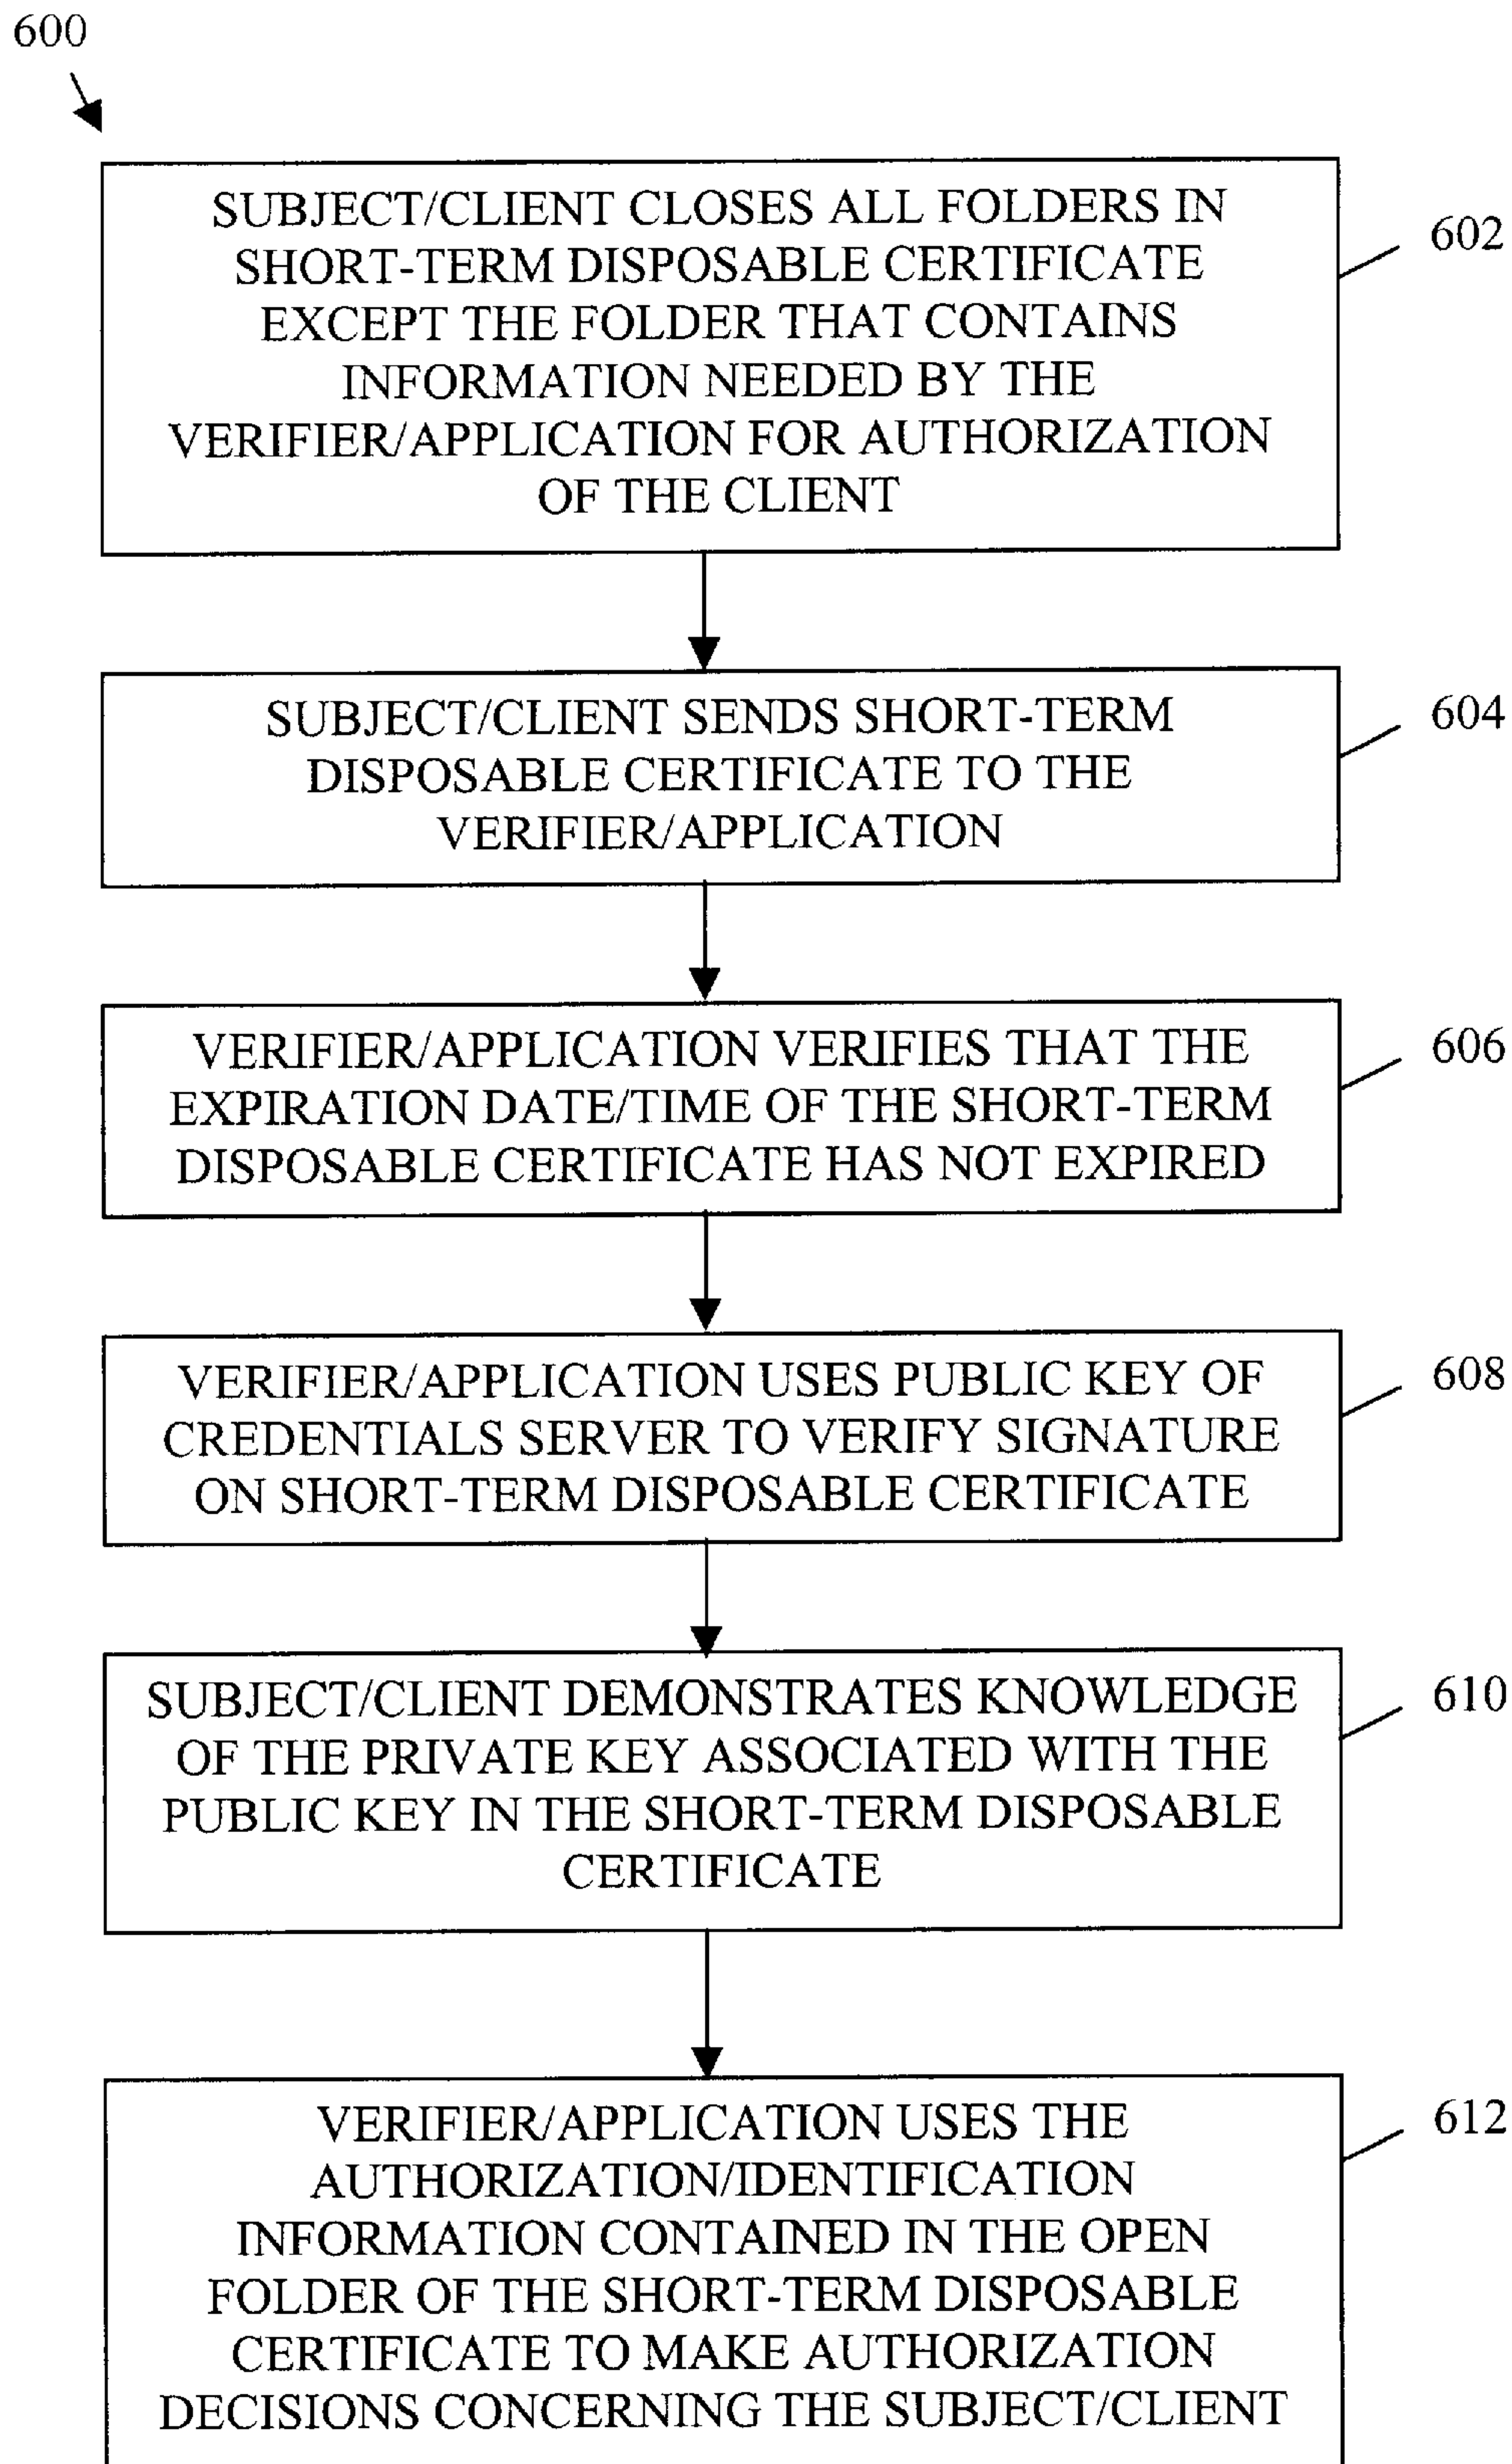 600
SUBJECT/CLIENT CLOSES ALL FOLDERS IN
SHORT-TERM DISPOSABLE CERTIFICATE
EXCEPT THE FOLDER THAT CONTAINS
INFORMATION NEEDED BY THE
VERIFIER/APPLICATION FOR AUTHORIZATION
OF THE CLIENT
602
SUBJECT/CLIENT SENDS SHORT-TERM
DISPOSABLE CERTIFICATE TO THE
VERIFIER/APPLICATION
604
VERIFIER/APPLICATION VERIFIES THAT THE
EXPIRATION DATE/TIME OF THE SHORT-TERM
DISPOSABLE CERTIFICATE HAS NOT EXPIRED
606
VERIFIER/APPLICATION USES PUBLIC KEY OF
CREDENTIALS SERVER TO VERIFY SIGNATURE
ON SHORT-TERM DISPOSABLE CERTIFICATE
608
SUBJECT/CLIENT DEMONSTRATES KNOWLEDGE
OF THE PRIVATE KEY ASSOCIATED WITH THE
PUBLIC KEY IN THE SHORT-TERM DISPOSABLE
CERTIFICATE
610
VERIFIER/APPLICATION USES THE
AUTHORIZATION/IDENTIFICATION
INFORMATION CONTAINED IN THE OPEN
FOLDER OF THE SHORT-TERM DISPOSABLE
CERTIFICATE TO MAKE AUTHORIZATION
DECISIONS CONCERNING THE SUBJECT/CLIENT
612